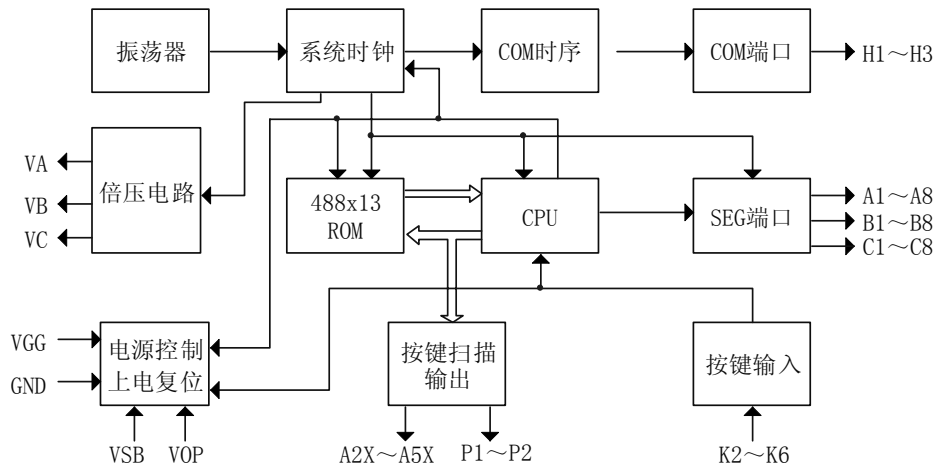 振荡器
系统时钟
COM时序
COM端口
H1～H3
VA
VB
VC
倍压电路
488x13
ROM
CPU
SEG端口
A1～A8
B1～B8
C1～C8
VGG
GND
电源控制
上电复位
按键扫描
输出
按键输入
VSB
VOP
A2X～A5X
P1～P2
K2～K6